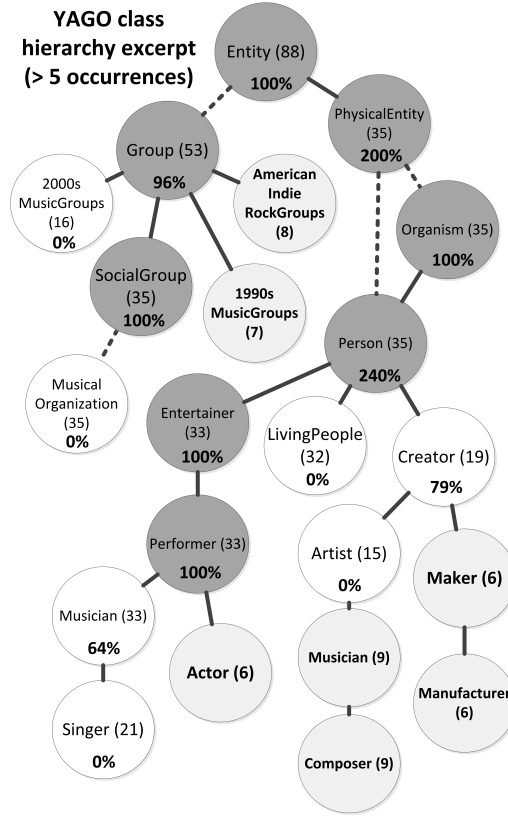 YAGO class
hierarchy excerpt
(> 5 occurrences)
Entity (88)
100%
PhysicalEntity
(35)
200%
Group (53)
96%
American
Indie
RockGroups
(8)
2000s
MusicGroups
(16)
0%
Organism (35)
100%
SocialGroup
(35)
100%
1990s
MusicGroups
(7)
Person (35)
240%
Musical
Organization
(35)
0%
Entertainer
(33)
100%
LivingPeople
(32)
0%
Creator (19)
79%
Performer (33)
100%
Artist (15)
0%
Maker (6)
Musician (33)
64%
Actor (6)
Musician (9)
Manufacturer
(6)
Singer (21)
0%
Composer (9)